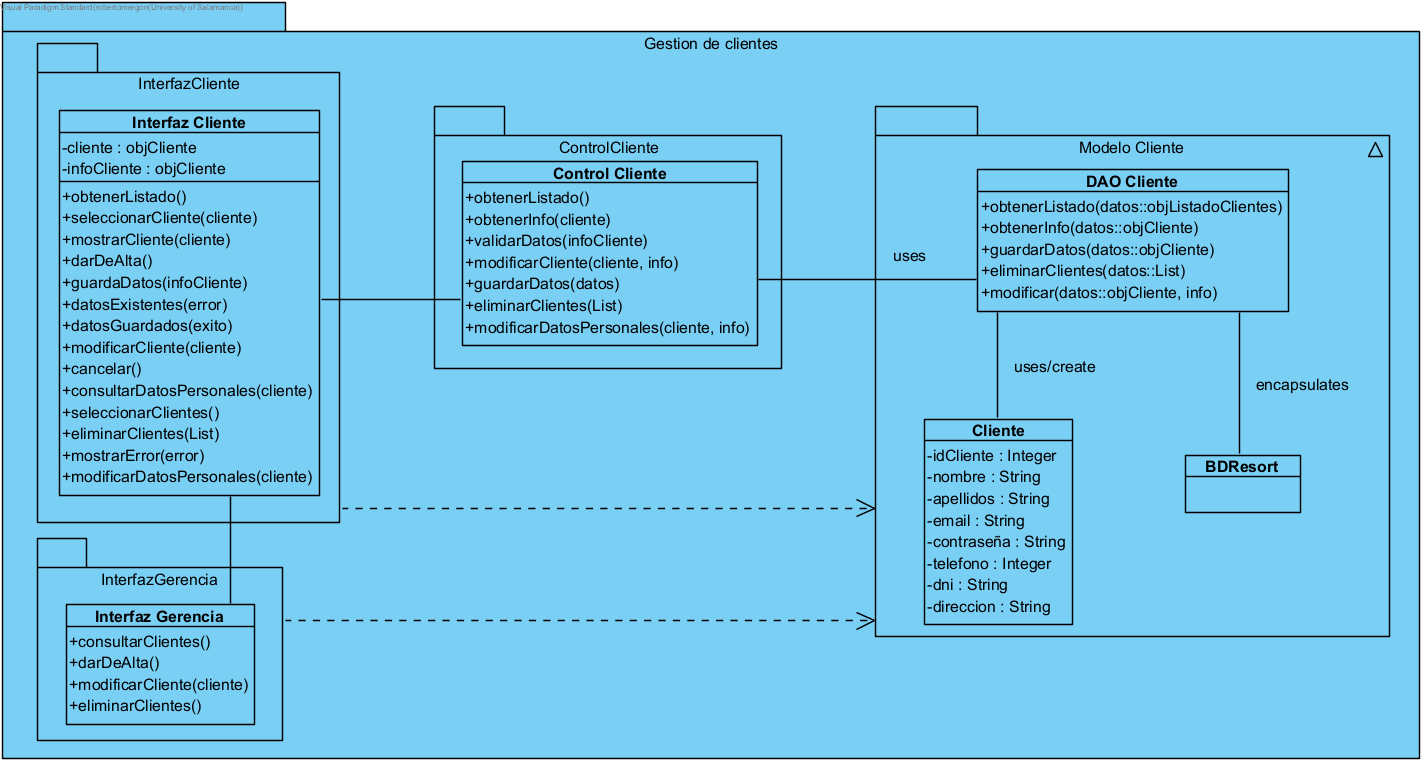 Visual Paradigm Standard(robertomergon(University of Salamanca))
Gestion de clientes
InterfazCliente
Interfaz Cliente
-cliente : objCliente
-infoCliente : objCliente
+obtenerListado()
+seleccionarCliente(cliente)
+mostrarCliente(cliente)
+darDeAlta()
+guardaDatos(infoCliente)
+datosExistentes(error)
+datosGuardados(exito)
+modificarCliente(cliente)
+cancelar()
+consultarDatosPersonales(cliente)
+seleccionarClientes()
+eliminarClientes(List)
+mostrarError(error)
+modificarDatosPersonales(cliente)
InterfazGerencia
Interfaz Gerencia
+consultarClientes()
+darDeAlta()
+modificarCliente(cliente)
+eliminarClientes()
ControlCliente
Control Cliente
+obtenerListado()
+obtenerInfo(cliente)
+validarDatos(infoCliente)
+modificarCliente(cliente, info)
+guardarDatos(datos)
+eliminarClientes(List)
+modificarDatosPersonales(cliente, info)
uses
Modelo Cliente
DAO Cliente
+obtenerListado(datos::objListadoClientes)
+obtenerInfo(datos::objCliente)
+guardarDatos(datos::objCliente)
+eliminarClientes(datos::List)
+modificar(datos::objCliente, info)
uses/create
encapsulates
Cliente
-idCliente : Integer
-nombre : String
-apellidos : String
-email : String
-contraseña : String
-telefono : Integer
-dni : String
-direccion : String
BDResort